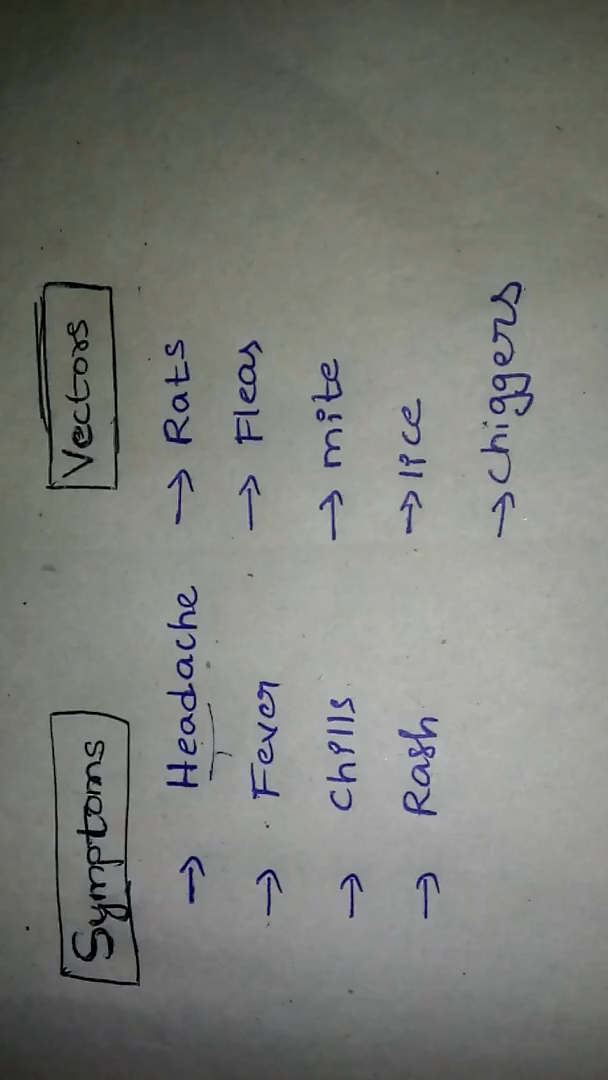 Symptoms
→ Headache
→ Fever
→ Chills
→ Rash
Vectors
→ Rats
→ Fleas
→ mite
→ lice
→ chiggers